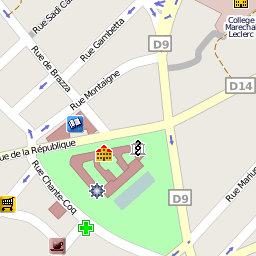 Rue Sadi Ca
Rue Gambetta
College
Marechal
Leclerc
D9
Rue de Brazza
Rue Montaigne
D14
ue de la République
Rue Chante-Coq
D9
Rue Marius